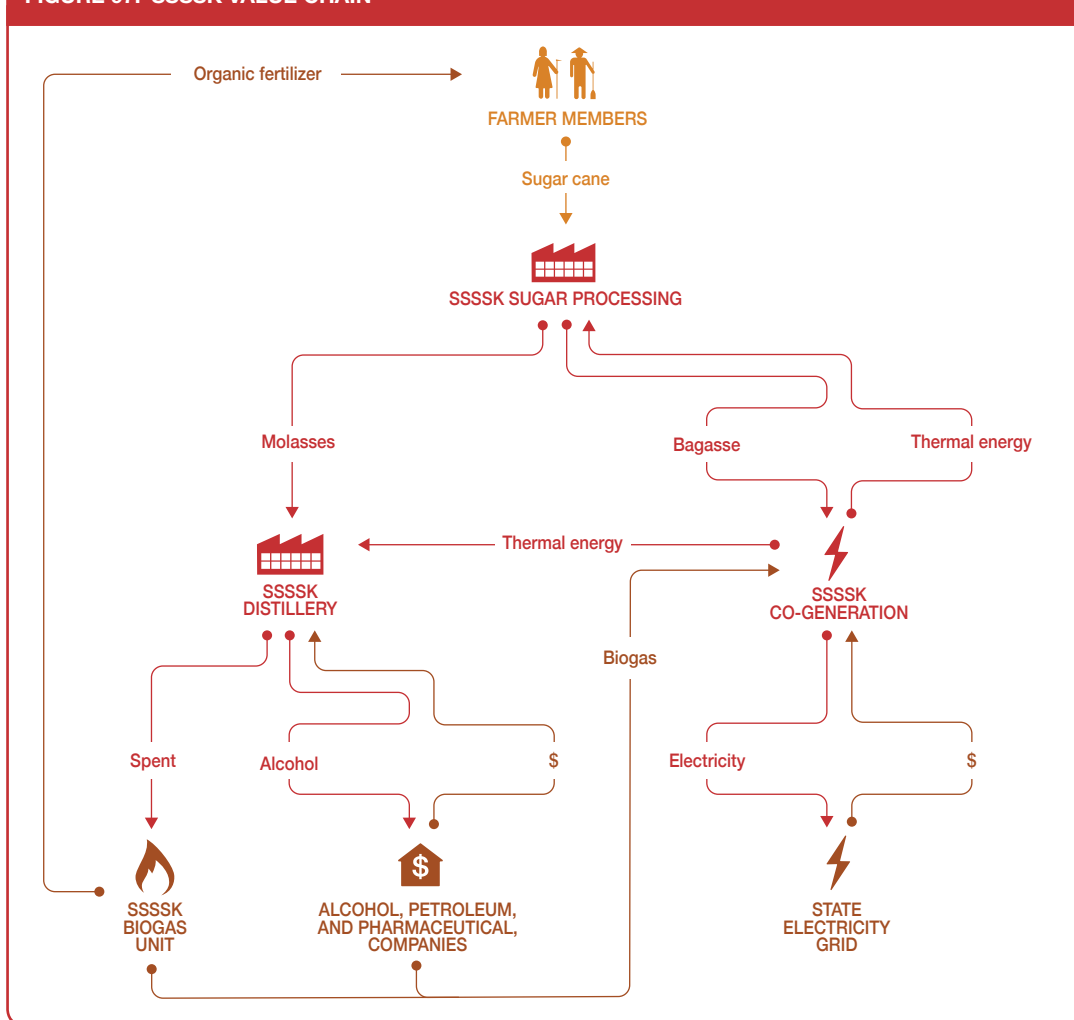 Organic fertilizer
FARMER MEMBERS
Sugar cane
SSSSK SUGAR PROCESSING
Molasses
Bagasse
Thermal energy
Thermal energy
SSSSK
DISTILLERY
SSSSK
CO-GENERATION
Biogas
Spent
Alcohol
$
Electricity
$
$
SSSSK
BIOGAS
UNIT
ALCOHOL, PETROLEUM,
AND PHARMACEUTICAL,
COMPANIES
STATE
ELECTRICITY
GRID